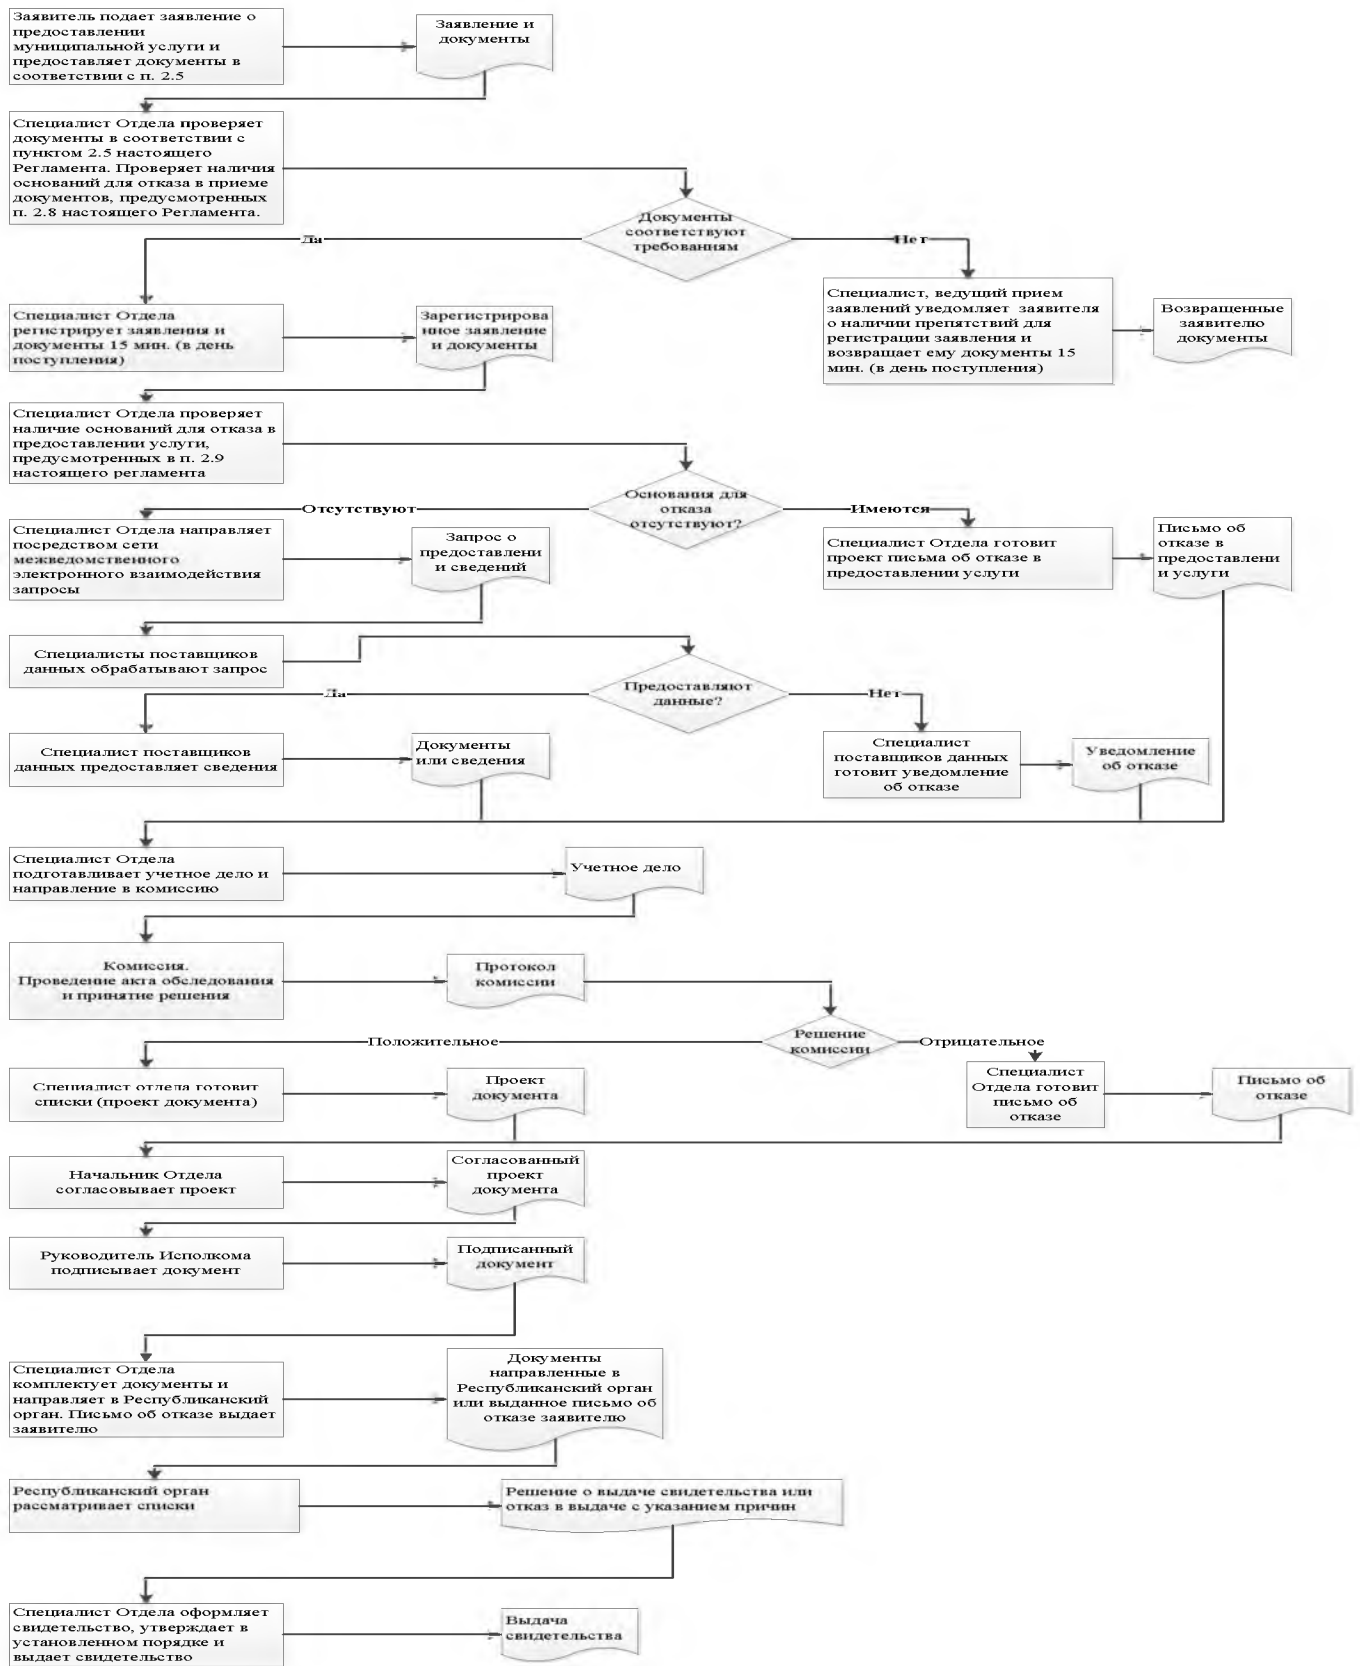 Заявитель подает заявление о
предоставлении
муниципальной услуги и
предоставляет документы в
соответствии с п. 2.5
Заявление и
документы
Специалист Отдела проверяет
документы в соответствии с
пунктом 2.5 настоящего
Регламента. Проверяет наличия
оснований для отказа в приеме
документов, предусмотренных
п. 2.8 настоящего Регламента.
Документы
соответствуют
требованиям
Да
Нет
Специалист Отдела
регистрирует заявления и
документы 15 мин. (в день
поступления)
Зарегистрирова
нное заявление
и документы
Специалист, ведущий прием
заявлений уведомляет заявителя
о наличии препятствий для
регистрации заявления и
возвращает ему документы 15
мин. (в день поступления)
Возвращенные
заявителю
документы
Специалист Отдела проверяет
наличие оснований для отказа в
предоставлении услуги,
предусмотренных в п. 2.9
настоящего регламента
Основания для
отказа
отсутствуют?
Отсутствуют
Имеются
Специалист Отдела направляет
посредством сети
межведомственного
электронного взаимодействия
запросы
Запрос о
предоставлени
и сведений
Специалист Отдела готовит
проект письма об отказе в
предоставлении услуги
Письмо об
отказе в
предоставлен
и услуги
Специалисты поставщиков
данных обрабатывают запрос
Предоставляют
данные?
Да
Нет
Специалист поставщиков
данных предоставляет сведения
Документы
или сведения
Специалист
поставщиков данных
готовит уведомление
об отказе
Уведомление
об отказе
Специалист Отдела
подготавливает учетное дело и
направление в комиссию
Учетное дело
Комиссия.
Проведение акта обследования
и принятие решения
Протокол
комиссии
Решение
комиссии
Положительное
Отрицательное
Специалист отдела готовит
списки (проект документа)
Проект
документа
Специалист
Отдела готовит
письмо об
отказе
Письмо об
отказе
Начальник Отдела
согласовывает проект
Согласованный
проект
документа
Руководитель Исполкома
подписывает документ
Подписанный
документ
Специалист Отдела
комплектует документы и
направляет в Республиканский
орган. Письмо об отказе выдает
заявителю
Документы
направленные в
Республиканский орган
или выданное письмо об
отказе заявителю
Республиканский орган
рассматривает списки
Решение о выдаче свидетельства или
отказ в выдаче с указанием причин
Специалист Отдела оформляет
свидетельство, утверждает в
установленном порядке и
выдает свидетельство
Выдача
свидетельства